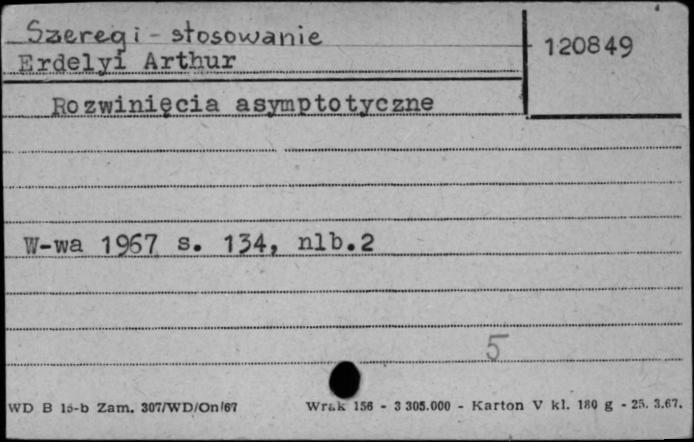 Szeregi - stosowanie
120849
Erdelyi Arthur
Rozwinięcia asymptotyczne
W-wa 1967 s. 134, nlb.2
5
WD B 15-b Zam. 307/WD/On/67 Wrak 156 - 3 305.000 - Karton V kl. 180 g - 25. 3.67.